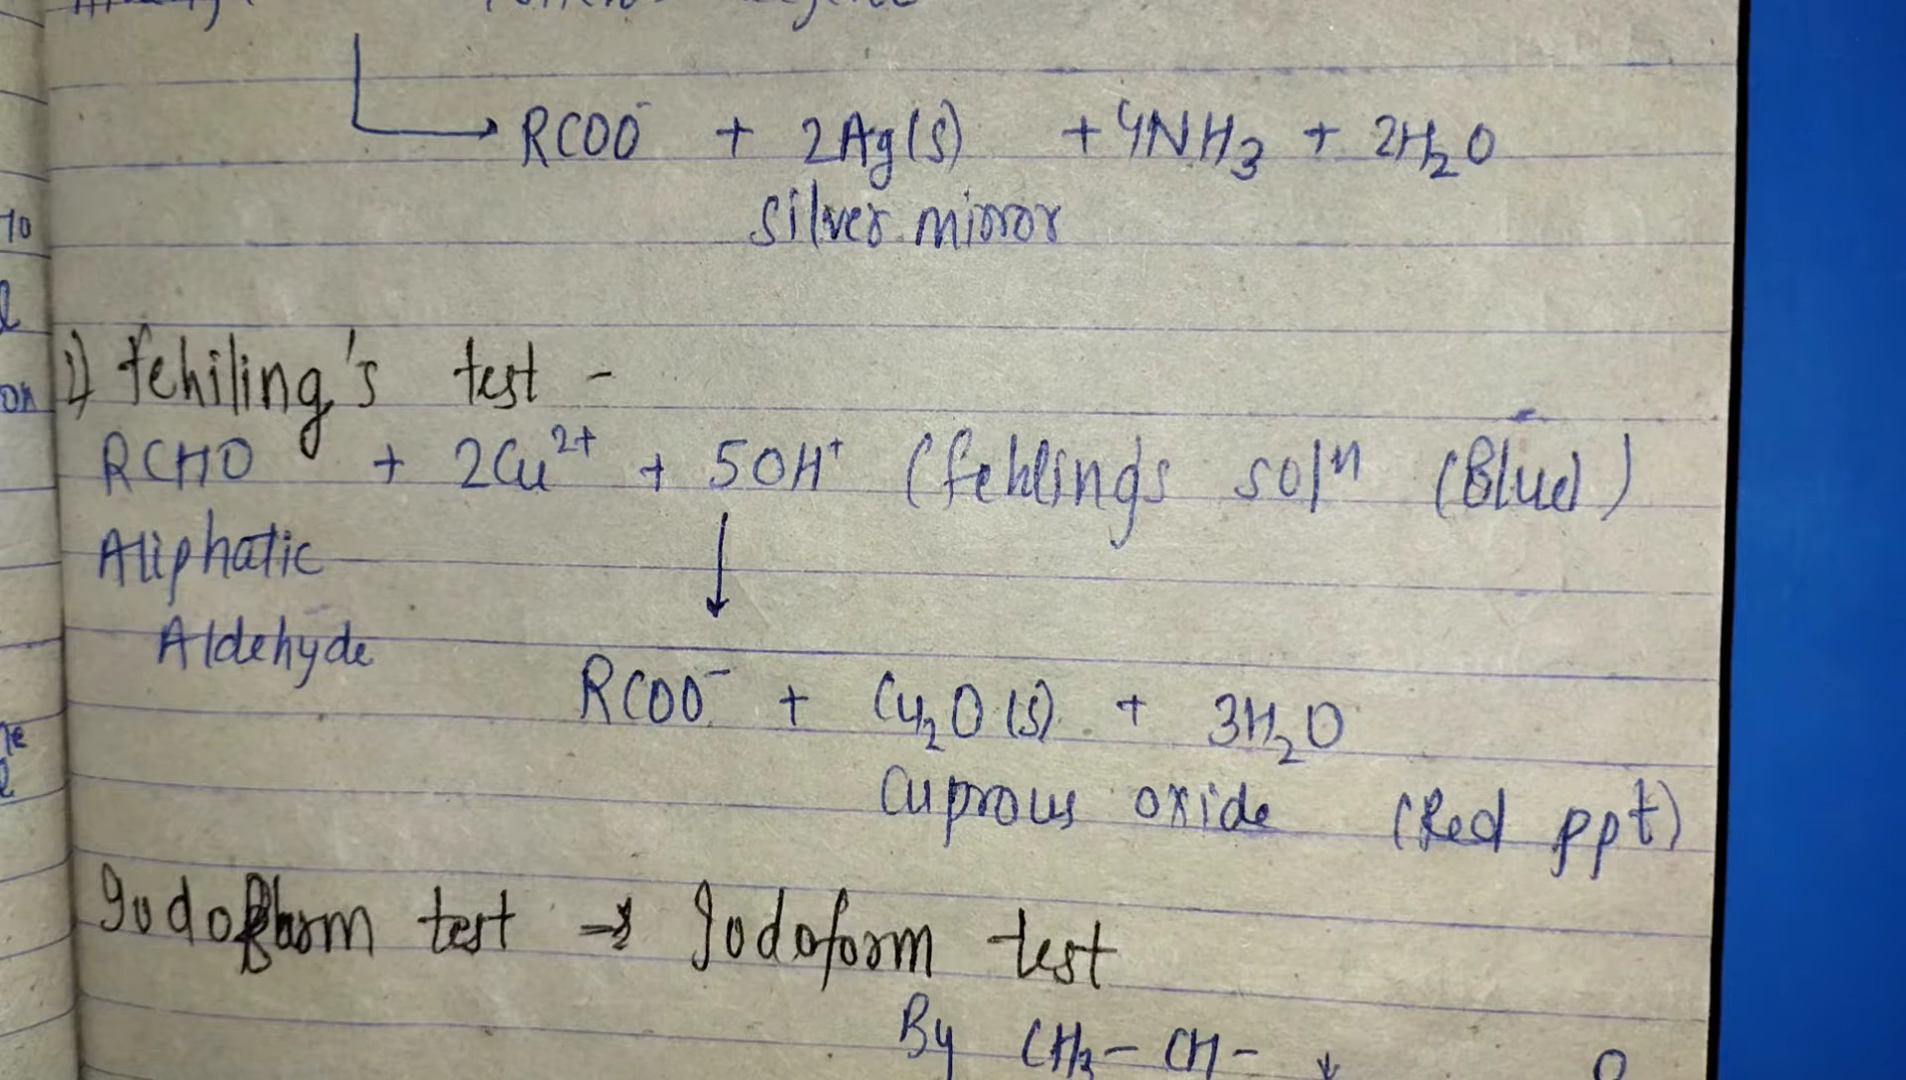 RCOO⁻ + 2Ag(s) + 4NH₃ + 2H₂O
silver mirror
Fehiling's test -
RCHO + 2Cu²⁺ + 5OH⁺ (fehlings solⁿ (Blue)
Aliphatic
Aldehyde
RCOO⁻ + Cu₂O(s) + 3H₂O
Cuprous oxide (Red ppt)
test → Iodoform test
By CH₃ - CH -